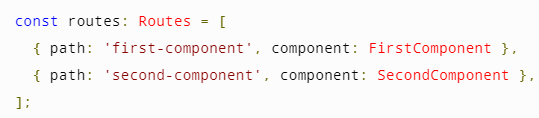 const routes: Routes = [
  { path: 'first-component', component: FirstComponent },
  { path: 'second-component', component: SecondComponent },
];